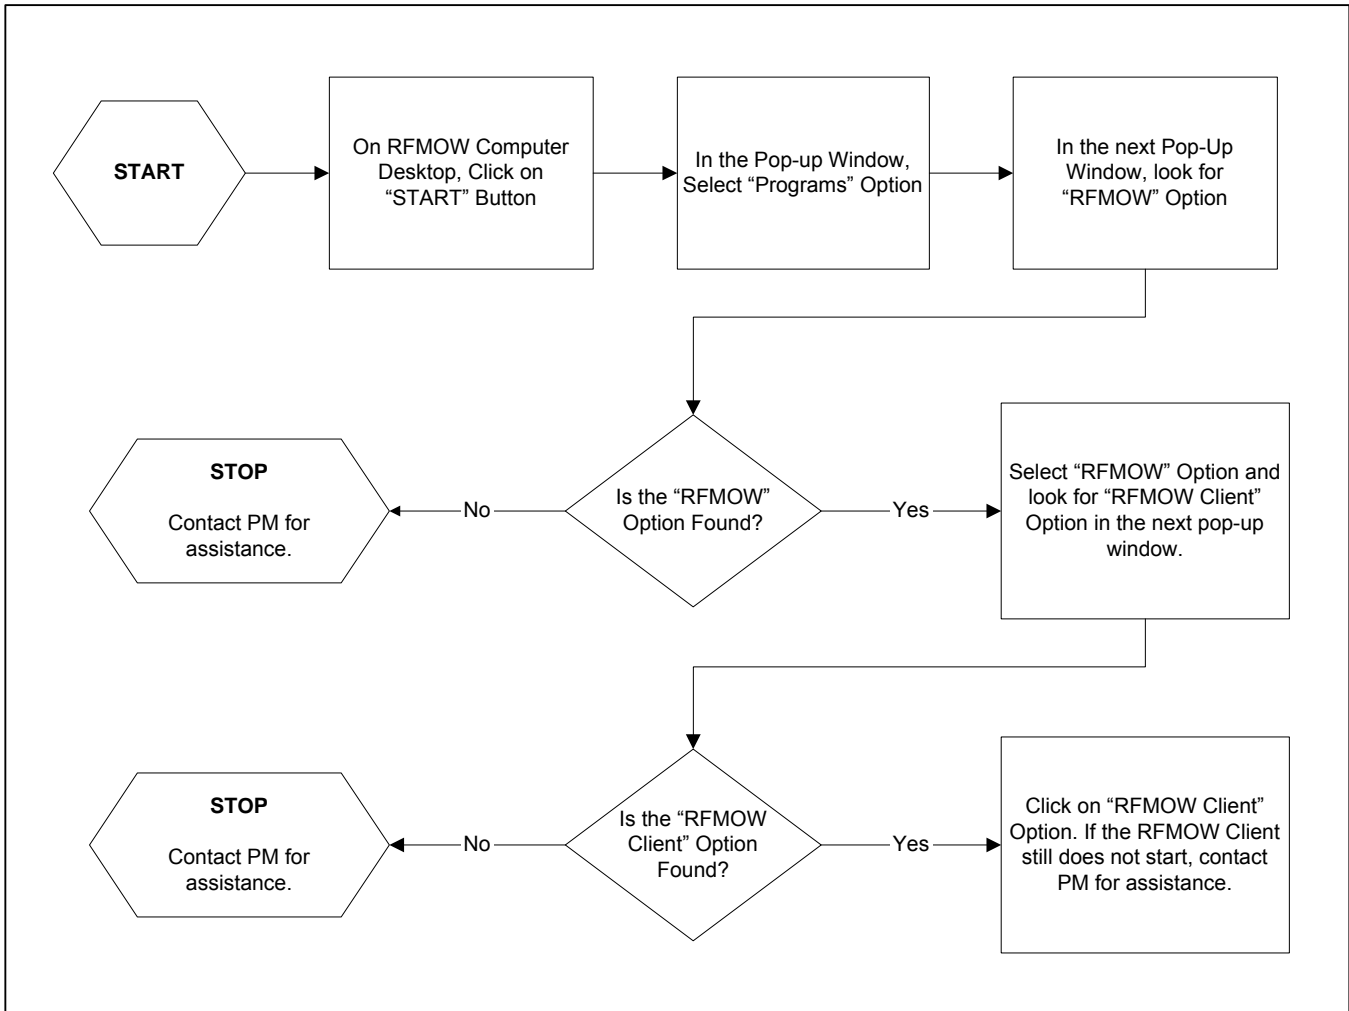 START
On RFMOW Computer
Desktop, Click on
“START” Button
In the Pop-up Window,
Select “Programs” Option
In the next Pop-Up
Window, look for
“RFMOW” Option
STOP
Contact PM for
assistance.
No
Is the “RFMOW”
Option Found?
Yes
Select “RFMOW” Option and
look for “RFMOW Client”
Option in the next pop-up
window.
STOP
Contact PM for
assistance.
No
Is the “RFMOW
Client” Option
Found?
Yes
Click on “RFMOW Client”
Option. If the RFMOW Client
still does not start, contact
PM for assistance.